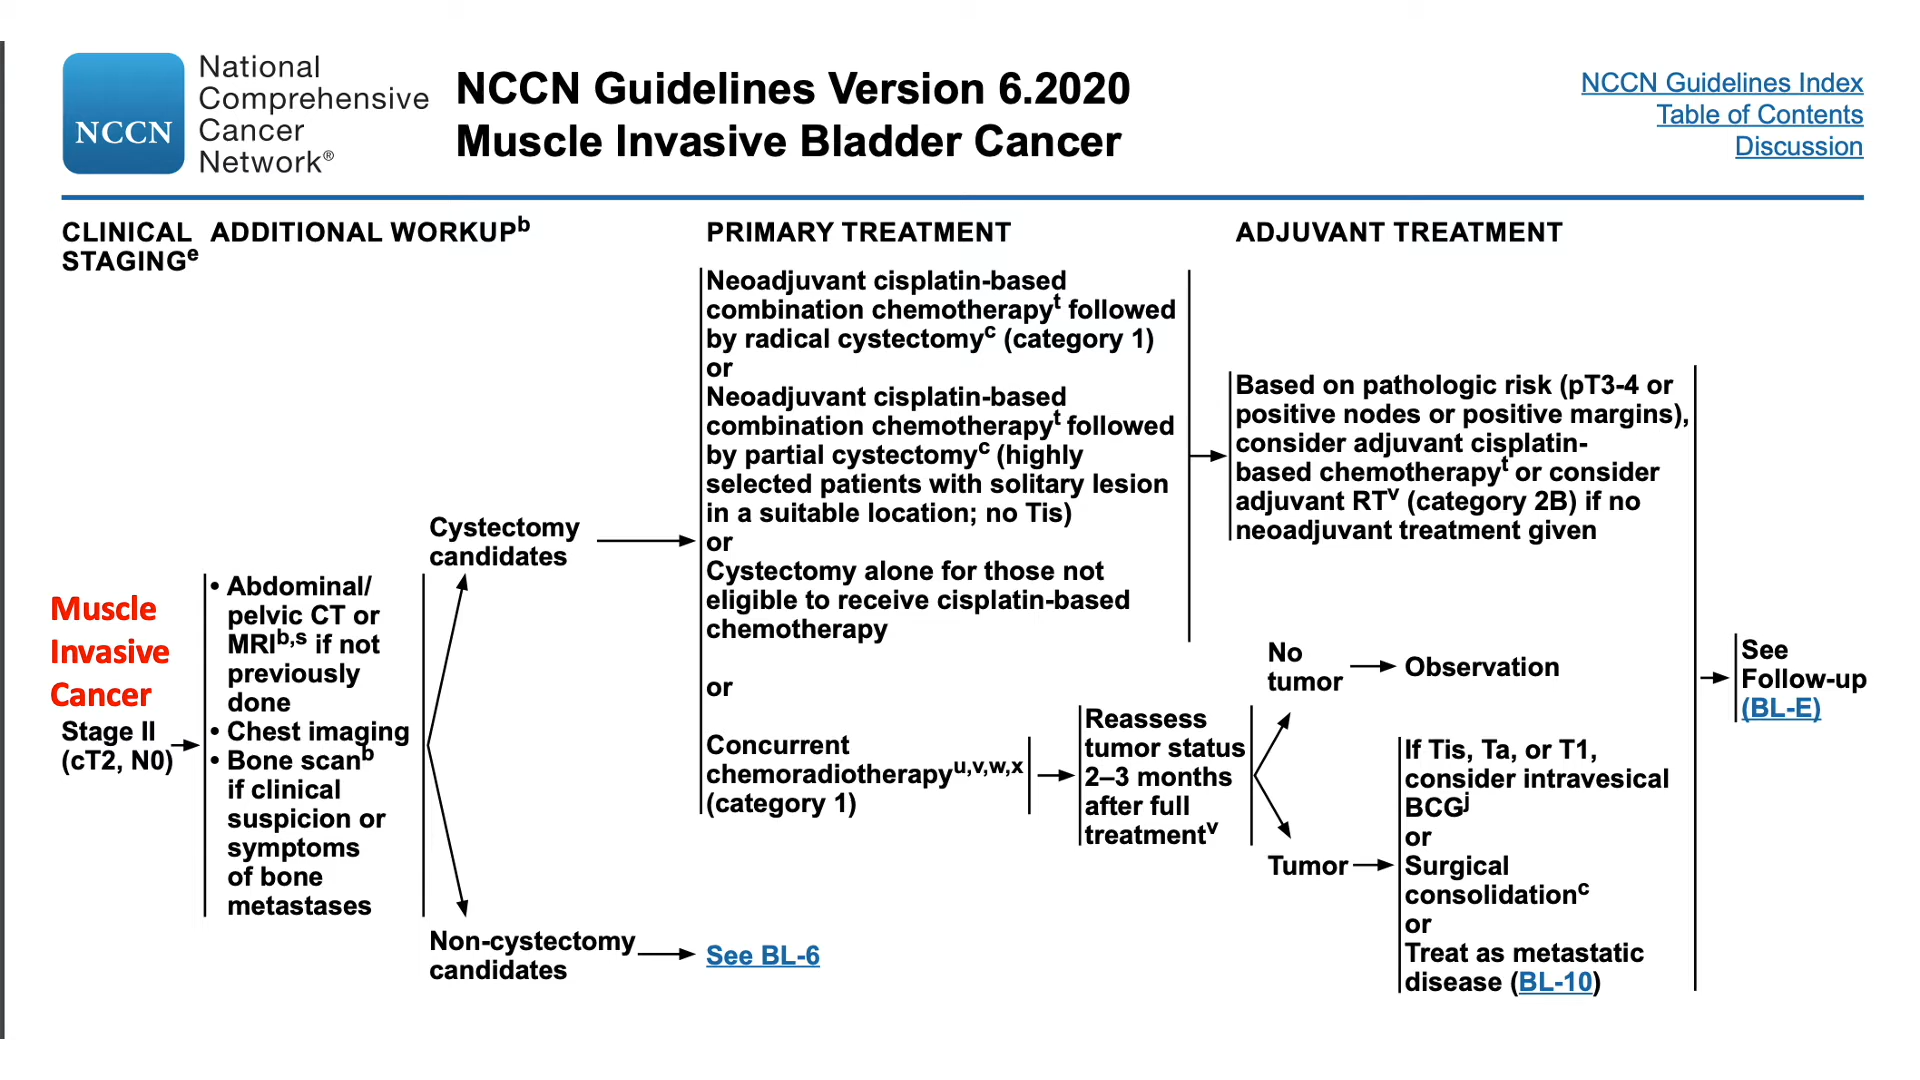 National
Comprehensive
Cancer
Network®
NCCN
NCCN Guidelines Version 6.2020
Muscle Invasive Bladder Cancer
NCCN Guidelines Index
Table of Contents
Discussion
CLINICAL
STAGINGe
ADDITIONAL WORKUPb
PRIMARY TREATMENT
ADJUVANT TREATMENT
Muscle
Invasive
Cancer
Stage II
(cT2, N0)
• Abdominal/
pelvic CT or
MRIb,s if not
previously
done
• Chest imaging
• Bone scanb
if clinical
suspicion or
symptoms
of bone
metastases
Cystectomy
candidates
Neoadjuvant cisplatin-based
combination chemotherapyt followed
by radical cystectomyc (category 1)
or
Neoadjuvant cisplatin-based
combination chemotherapyt followed
by partial cystectomyc (highly
selected patients with solitary lesion
in a suitable location; no Tis)
or
Cystectomy alone for those not
eligible to receive cisplatin-based
chemotherapy
or
Concurrent
chemoradiotherapyu,v,w,x
(category 1)
Based on pathologic risk (pT3-4 or
positive nodes or positive margins),
consider adjuvant cisplatin-
based chemotherapyt or consider
adjuvant RTv (category 2B) if no
neoadjuvant treatment given
Reassess
tumor status
2–3 months
after full
treatmentv
No
tumor
Observation
Tumor
If Tis, Ta, or T1,
consider intravesical
BCGj
or
Surgical
consolidationc
or
Treat as metastatic
disease (BL-10)
See
Follow-up
(BL-E)
Non-cystectomy
candidates
See BL-6